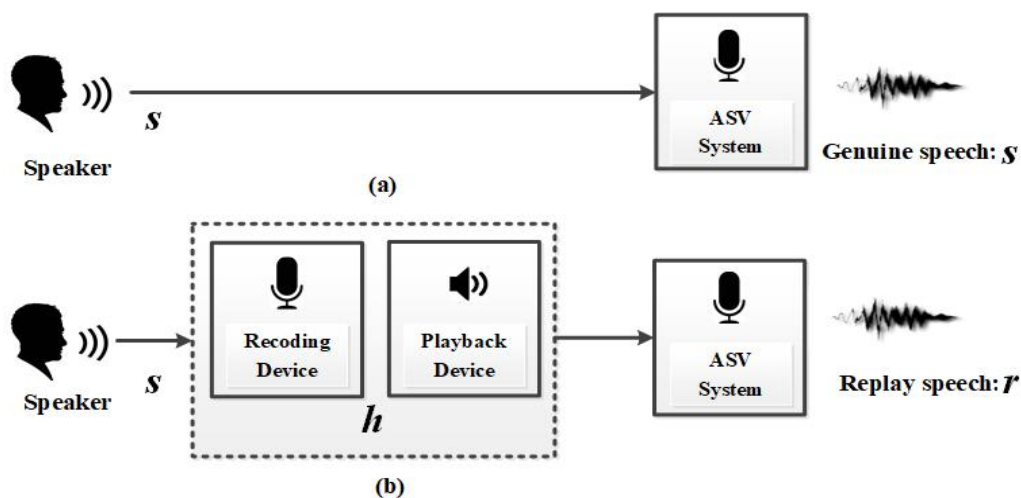 s
Speaker
ASV
System
Genuine speech: s
(a)
s
Speaker
Recoding
Device
Playback
Device
h
ASV
System
Replay speech: r
(b)